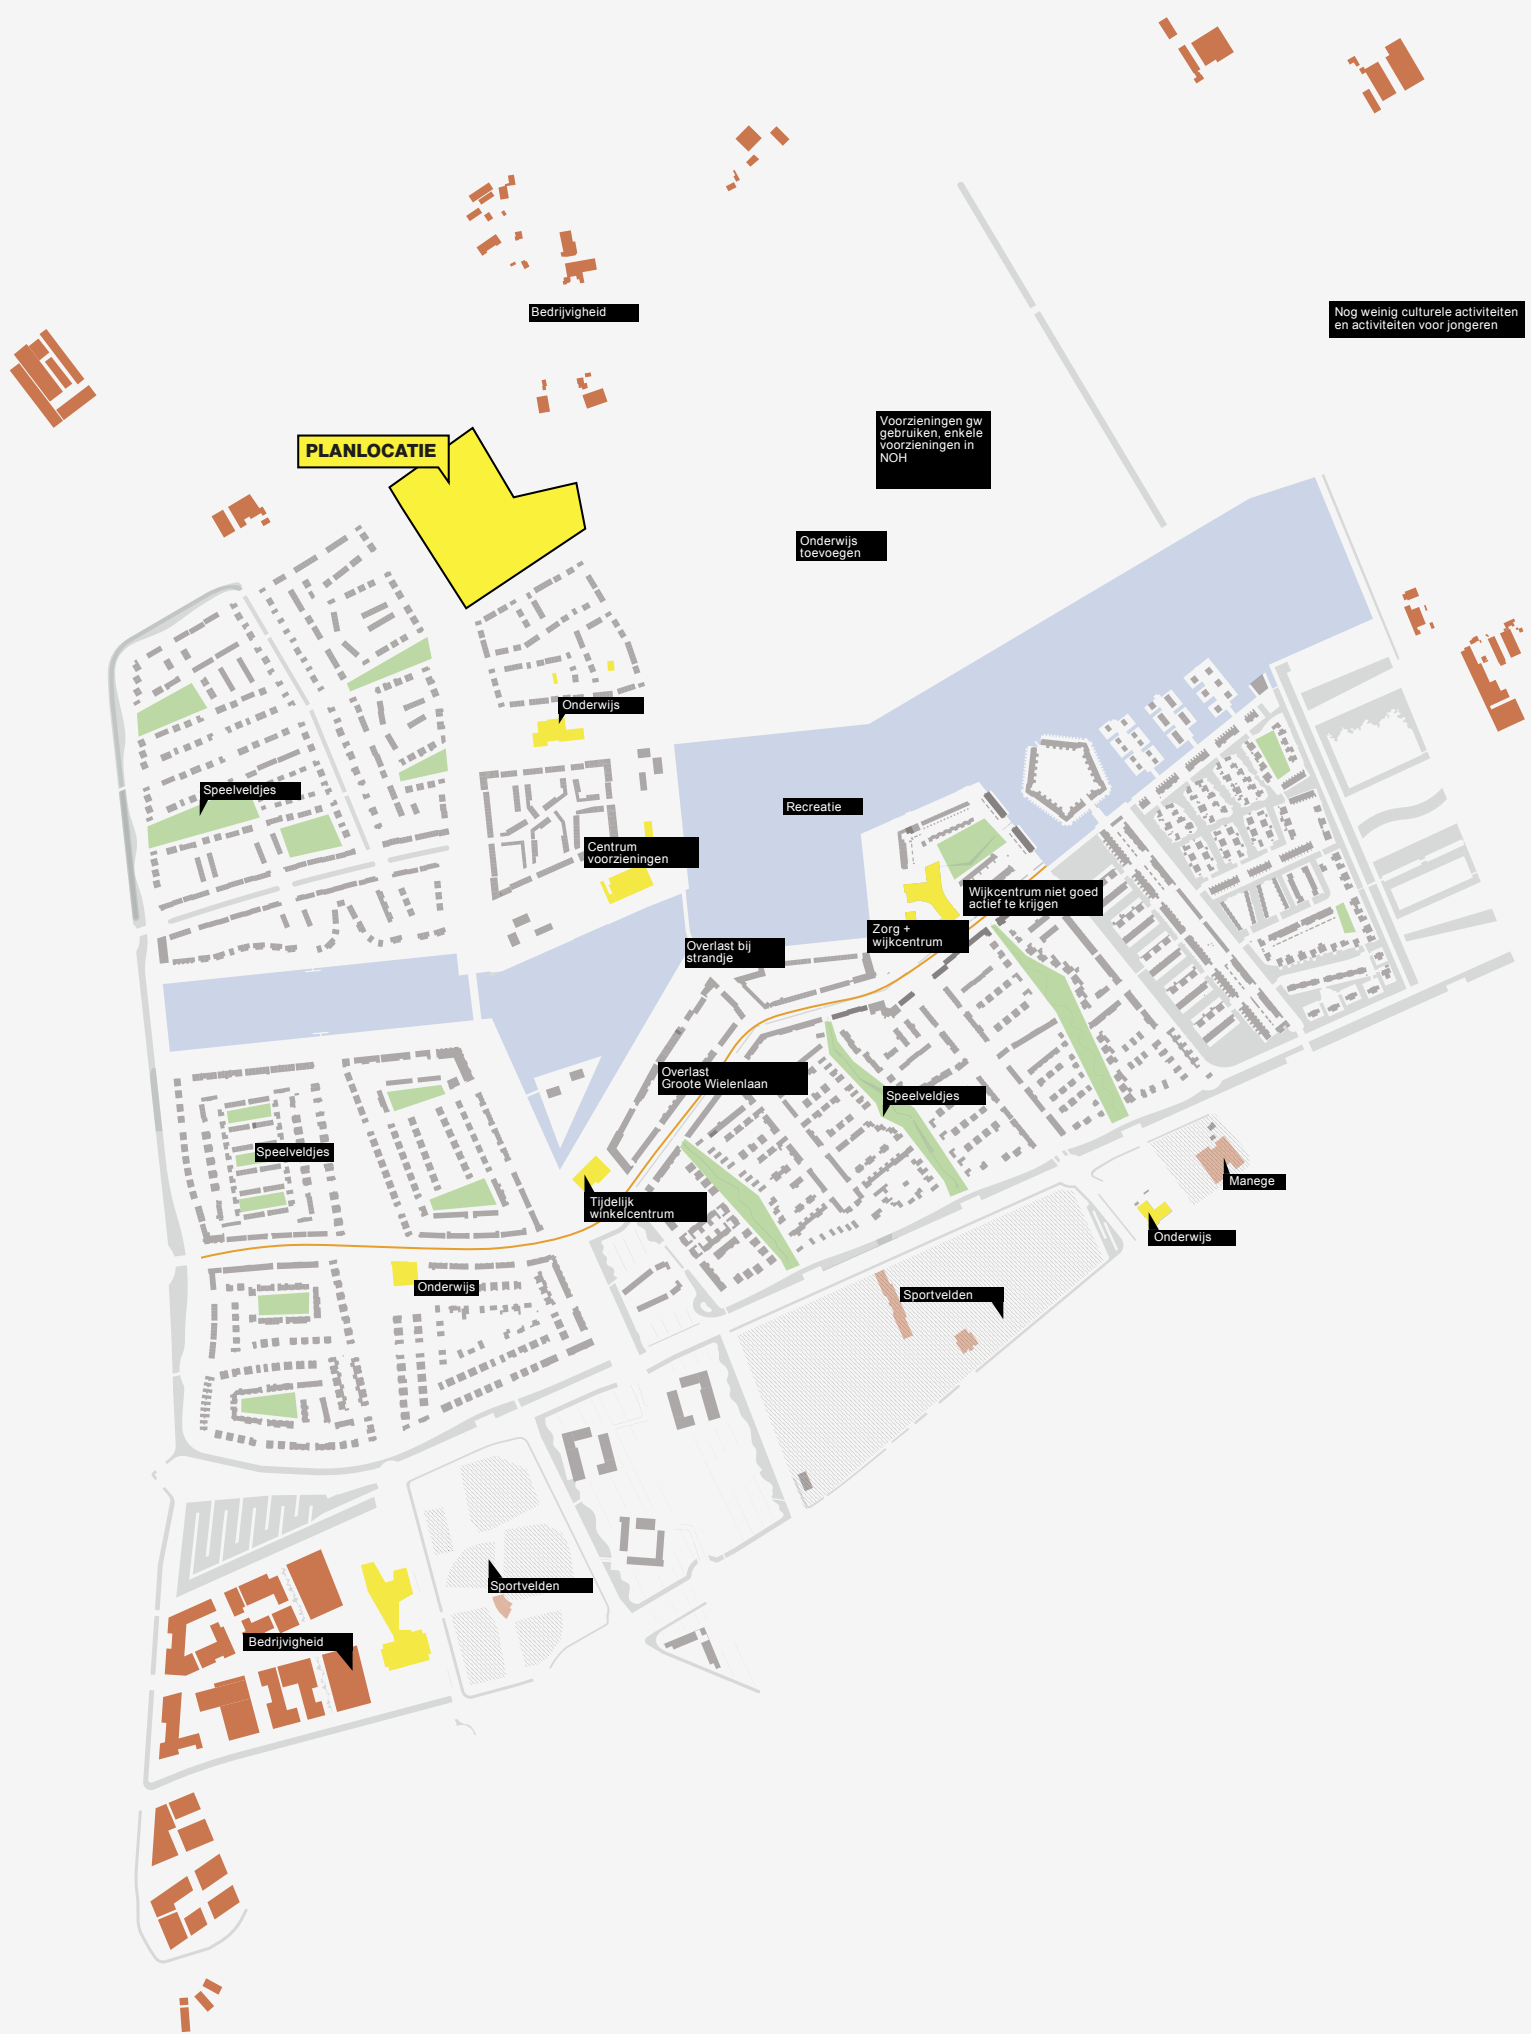 Bedrijvigheid
Nog weinig culturele activiteiten
en activiteiten voor jongeren
PLANLOCATIE
Voorzieningen gw
gebruiken, enkele
voorzieningen in
NOH
Onderwijs
toevoegen
Onderwijs
Speelveldjes
Recreatie
Centrum
voorzieningen
Wijkcentrum niet goed
actief te krijgen
Zorg +
wijkcentrum
Overlast bij
strandje
Overlast
Groote Wielenlaan
Speelveldjes
Speelveldjes
Manege
Tijdelijk
winkelcentrum
Onderwijs
Onderwijs
Sportvelden
Sportvelden
Bedrijvigheid